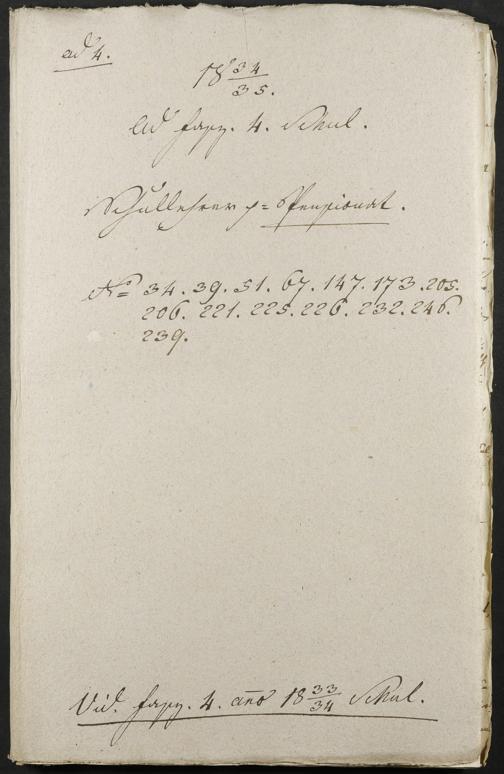 ad 4.
18 34/35.
Ad fasz. 4. Schul.
Schullehrer s= Pensionat.
No 34. 39. 51. 67. 147. 173. 205.
206. 221. 225. 226. 232. 246.
239.
Vid. fasz. 4. ano 18 33/34 Schul.